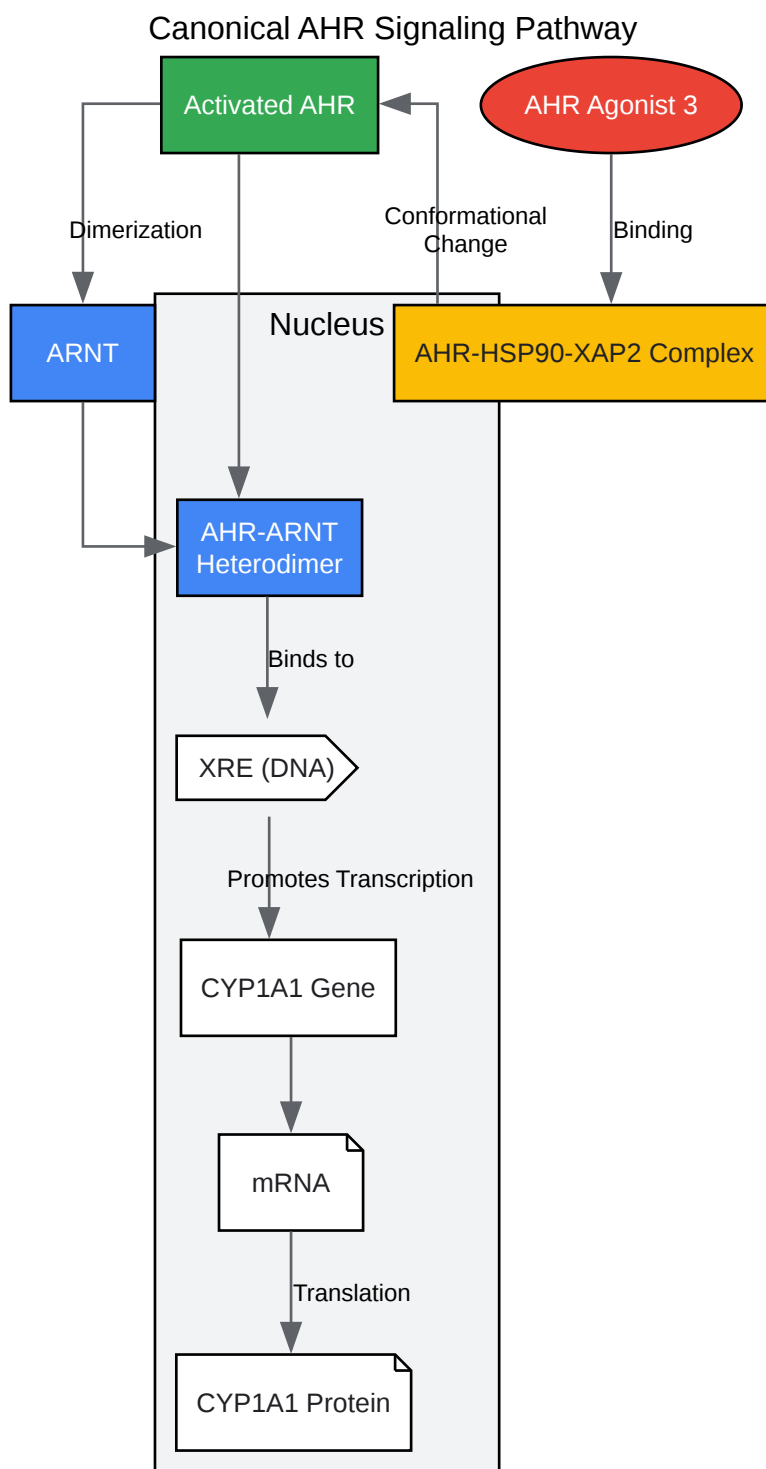 Canonical AHR Signaling Pathway
Activated AHR
AHR Agonist 3
Dimerization
Conformational
Change
Binding
Nucleus
ARNT
AHR-HSP90-XAP2 Complex
AHR-ARNT
Heterodimer
Binds to
XRE (DNA)
Promotes Transcription
CYP1A1 Gene
mRNA
Translation
CYP1A1 Protein